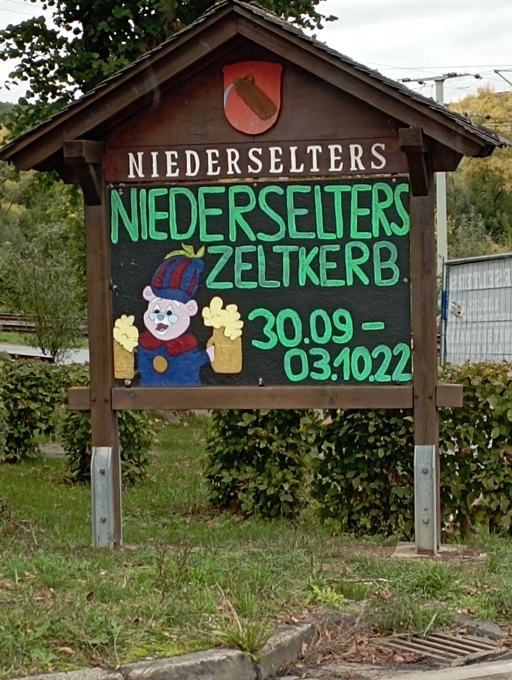 NIEDERSELTERS
NIEDERSELTERS
ZELTKERB
30.09–
03.10.22